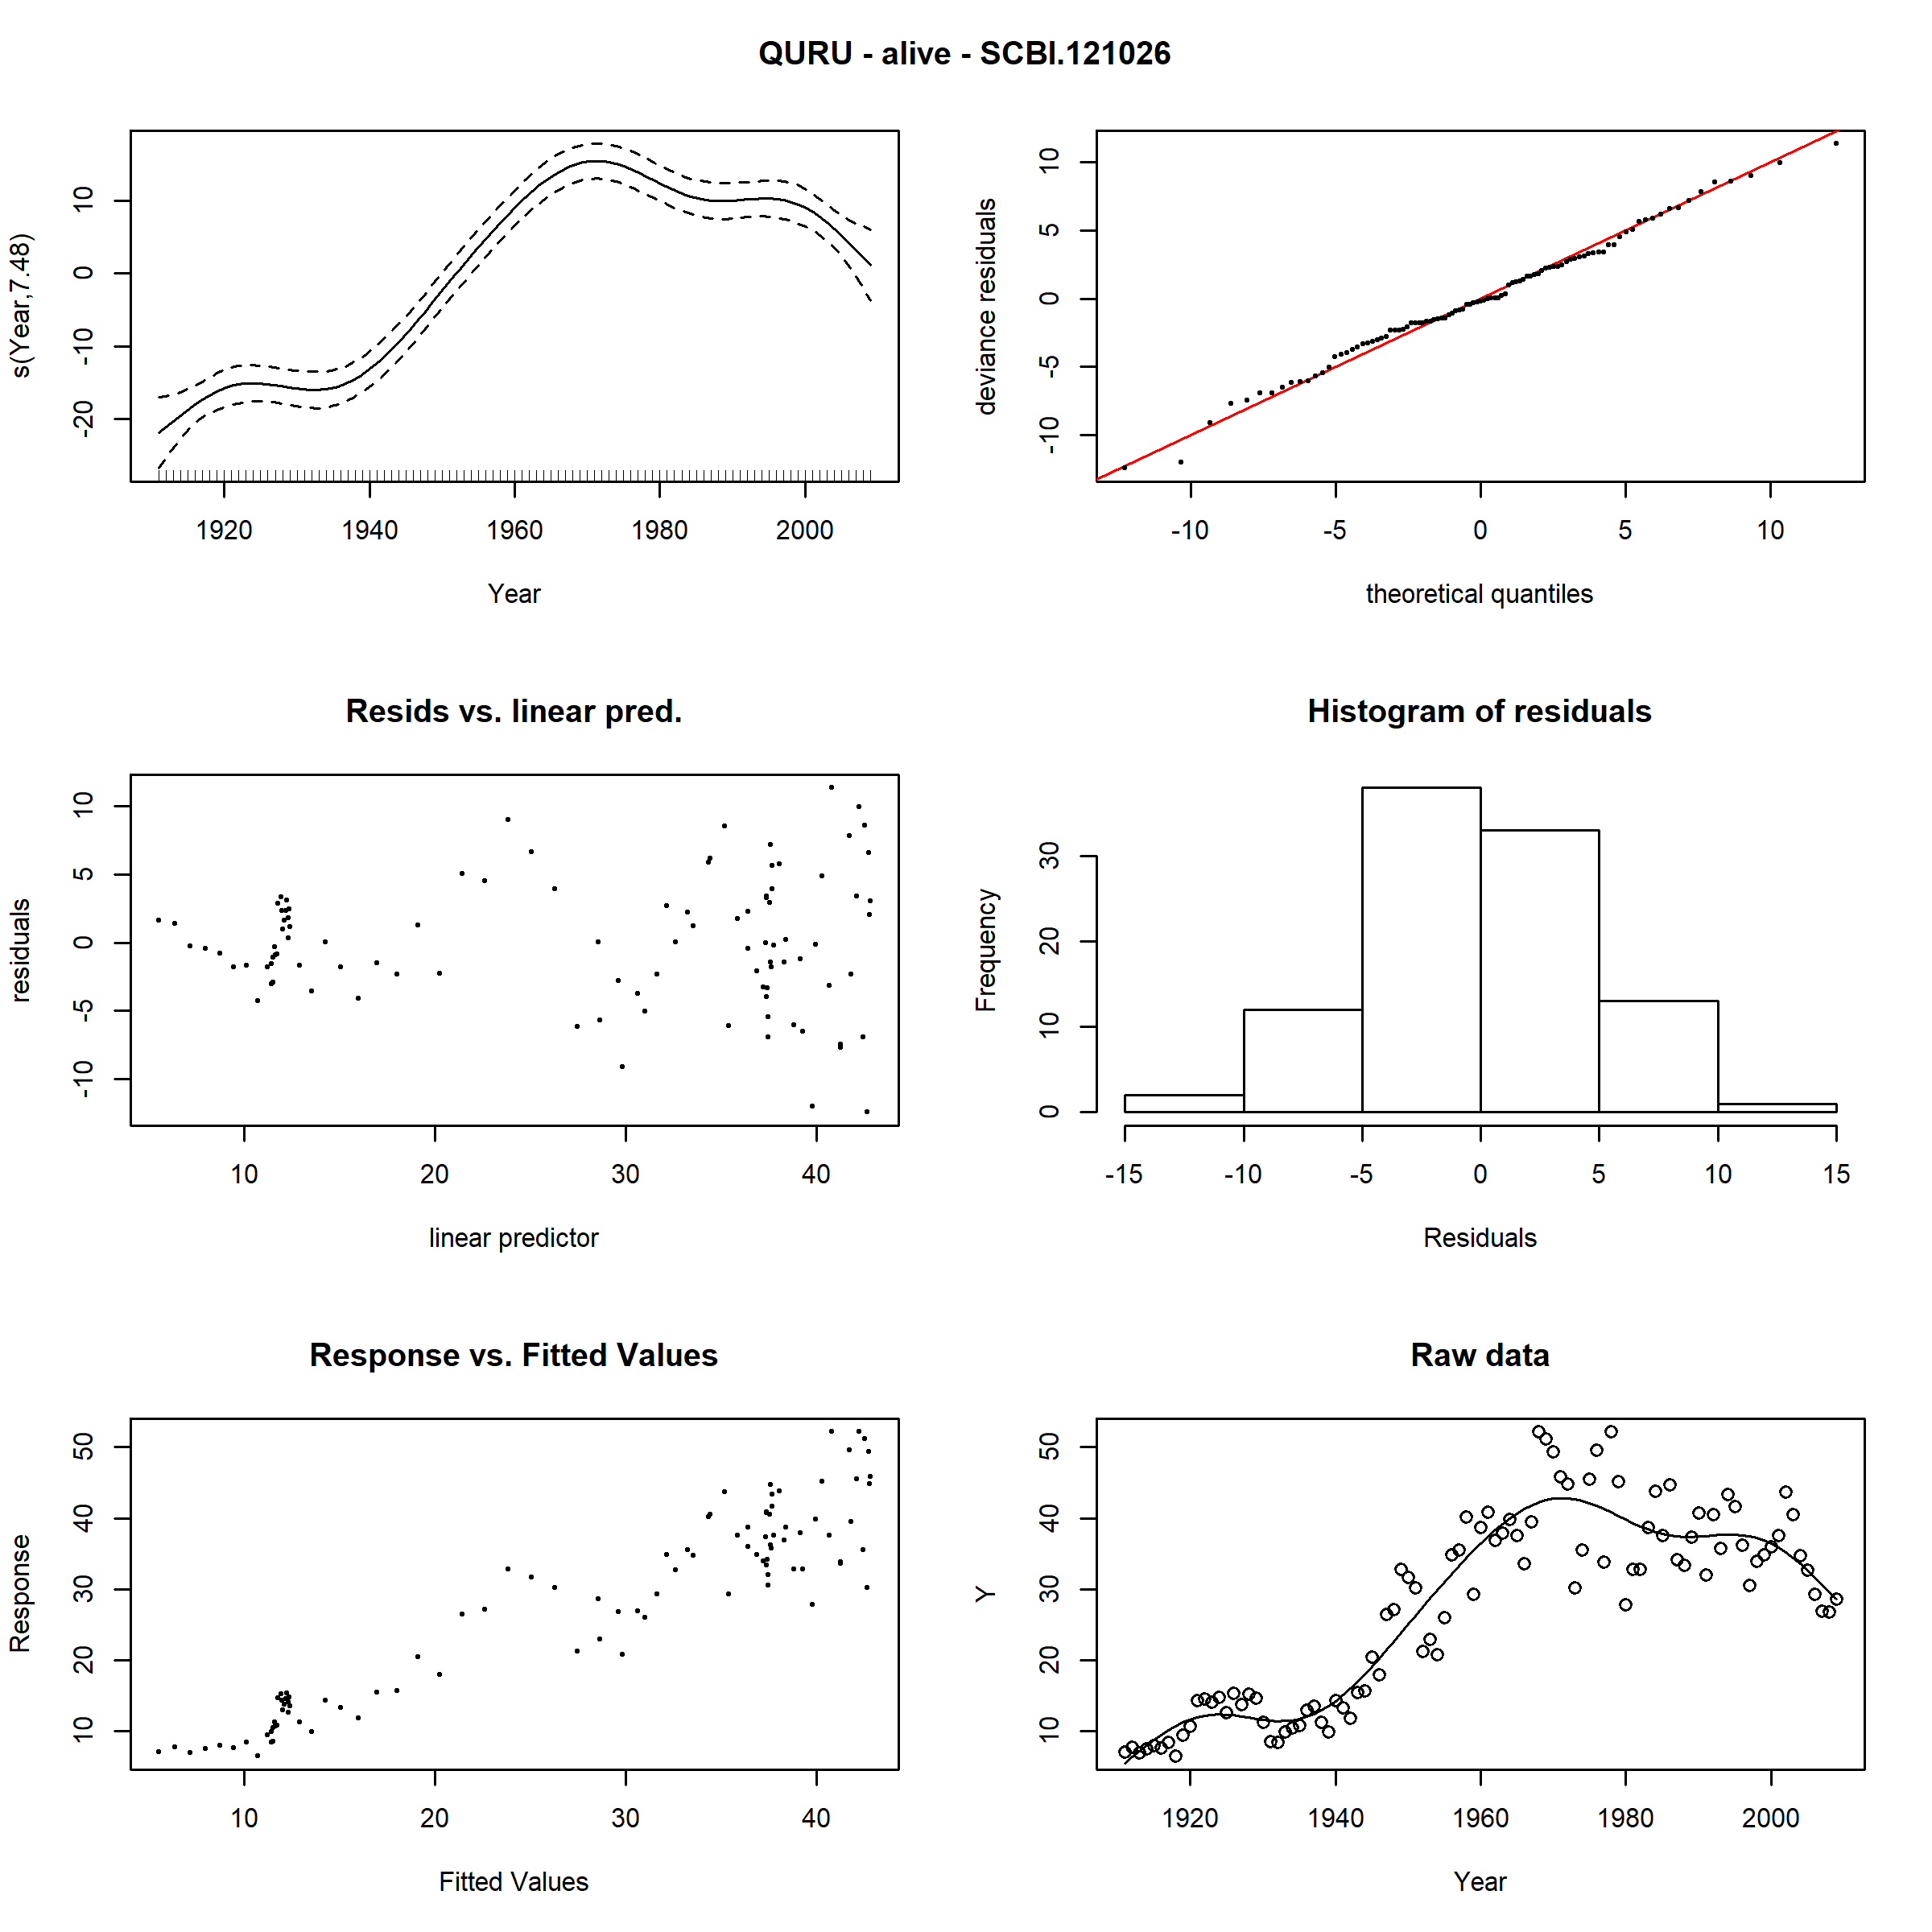 QURU - alive - SCBI.121026
s(Year,7.48)
10
0
-10
-20
1920 1940 1960 1980 2000
Year
deviance residuals
10
5
0
-5
-10
-10 -5 0 5 10
theoretical quantiles
Resids vs. linear pred.
residuals
10
5
0
-5
-10
10 20 30 40
linear predictor
Histogram of residuals
Frequency
30
20
10
0
-15 -10 -5 0 5 10 15
Residuals
Response vs. Fitted Values
Response
50
40
30
20
10
10 20 30 40
Fitted Values
Raw data
Y
50
40
30
20
10
1920 1940 1960 1980 2000
Year